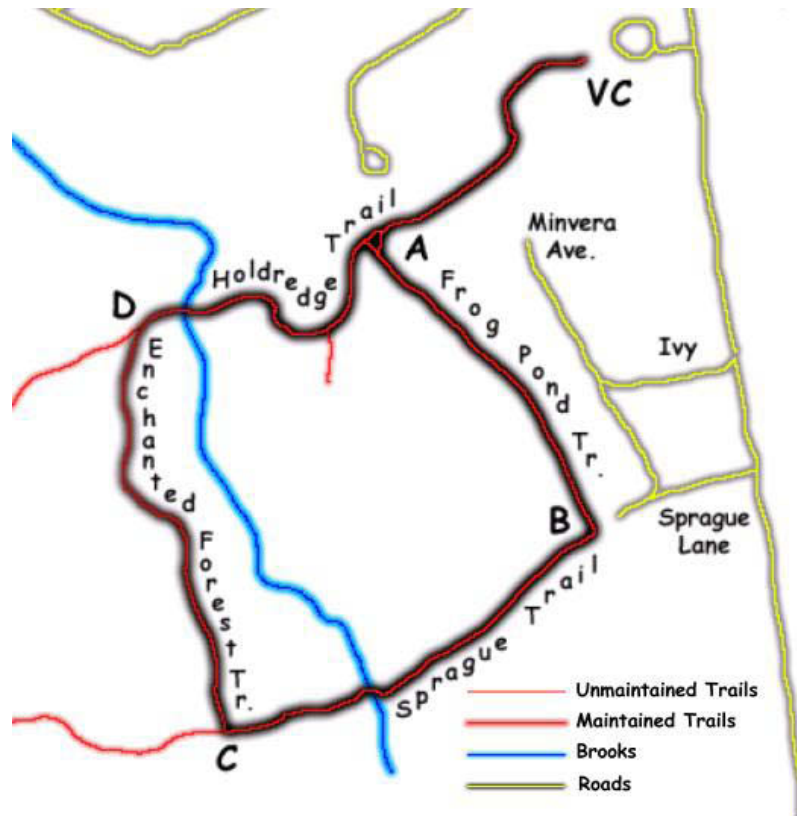 VC
Holdredge Trail
A
Minvera
Ave.
Frog Pond Tr.
D
Ivy
Enchanted Forest Tr.
B
Sprague
Lane
Sprague Trail
C
Unmaintained Trails
Maintained Trails
Brooks
Roads